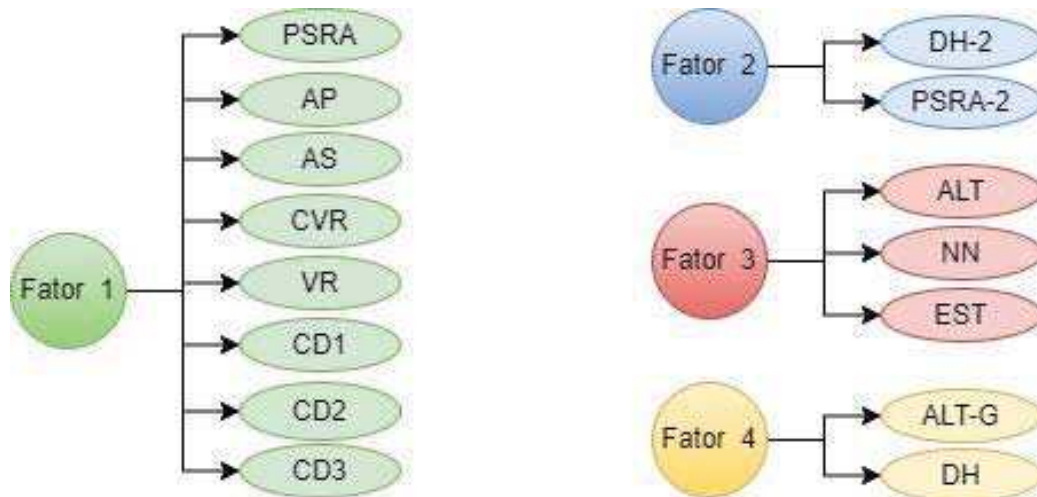 Fator 1
PSRA
AP
AS
CVR
VR
CD1
CD2
CD3
Fator 2
DH-2
PSRA-2
Fator 3
ALT
NN
EST
Fator 4
ALT-G
DH